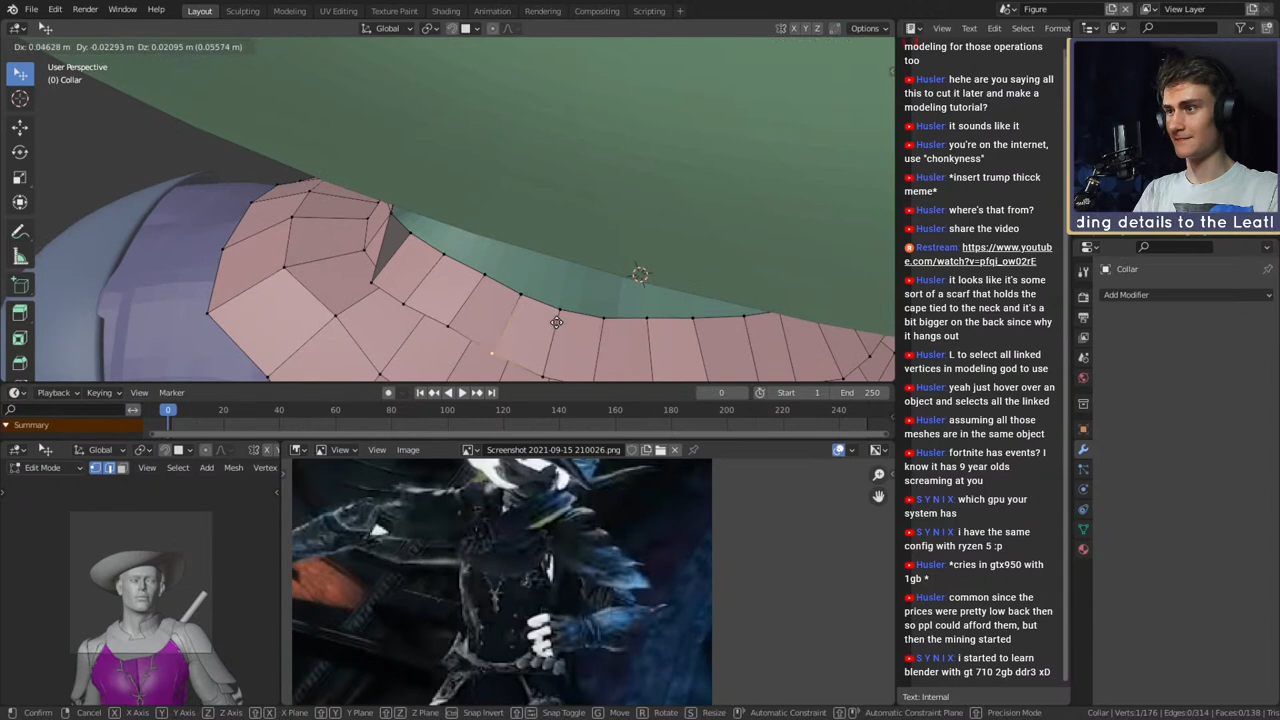 File Edit Render Window Help Layout Sculpting Modeling UV Editing Texture Paint Shading Animation Rendering Compositing Scripting + Figure View Layer
Global Options View Text Edit Select Format
Dx: 0.04628 m Dy: -0.02293 m Dz: 0.02095 m (0.05574 m) X Y Z
User Perspective
(0) Collar
modeling for those operations
too
Husler hehe are you saying all
this to cut it later and make a
modeling tutorial?
Husler it sounds like it
Husler you're on the internet,
use "chonkyness"
Husler *insert trump thicck
meme*
Husler where's that from?
Husler share the video
Restream https://www.youtub
e.com/watch?v=pfqi_ow02rE
Husler it looks like it's some
sort of a scarf that holds the
cape tied to the neck and it's a
bit bigger on the back since why
it hangs out
Husler L to select all linked
vertices in modeling god to use
Husler yeah just hover over an
object and selects all the linked
Husler assuming all those
meshes are in the same object
Husler fortnite has events? I
know it has 9 year olds
screaming at you
S Y N I X which gpu your
system has
S Y N I X i have the same
config with ryzen 5 :p
Husler *cries in gtx950 with
1gb *
Husler common since the
prices were pretty low back then
so ppl could afford them, but
then the mining started
S Y N I X i started to learn
blender with gt 710 2gb ddr3 xD
Text: Internal
ding details to the Leatl
Collar
Add Modifier
Playback Keying View Marker 0 Start 1 End 250
0 20 40 60 80 100 120 140 160 180 200 220 240
Summary
Global View View Image Screenshot 2021-09-15 210026.png
Edit Mode View Select Add Mesh Vertex
Confirm Cancel X X Axis Y Y Axis Z Z Axis X X Plane Y Y Plane Z Z Plane Ctrl Snap Invert Snap Toggle G Move R Rotate S Resize Automatic Constraint Automatic Constraint Plane Precision Mode Collar | Verts:1/176 | Edges:0/314 | Faces:0/138 | Tri